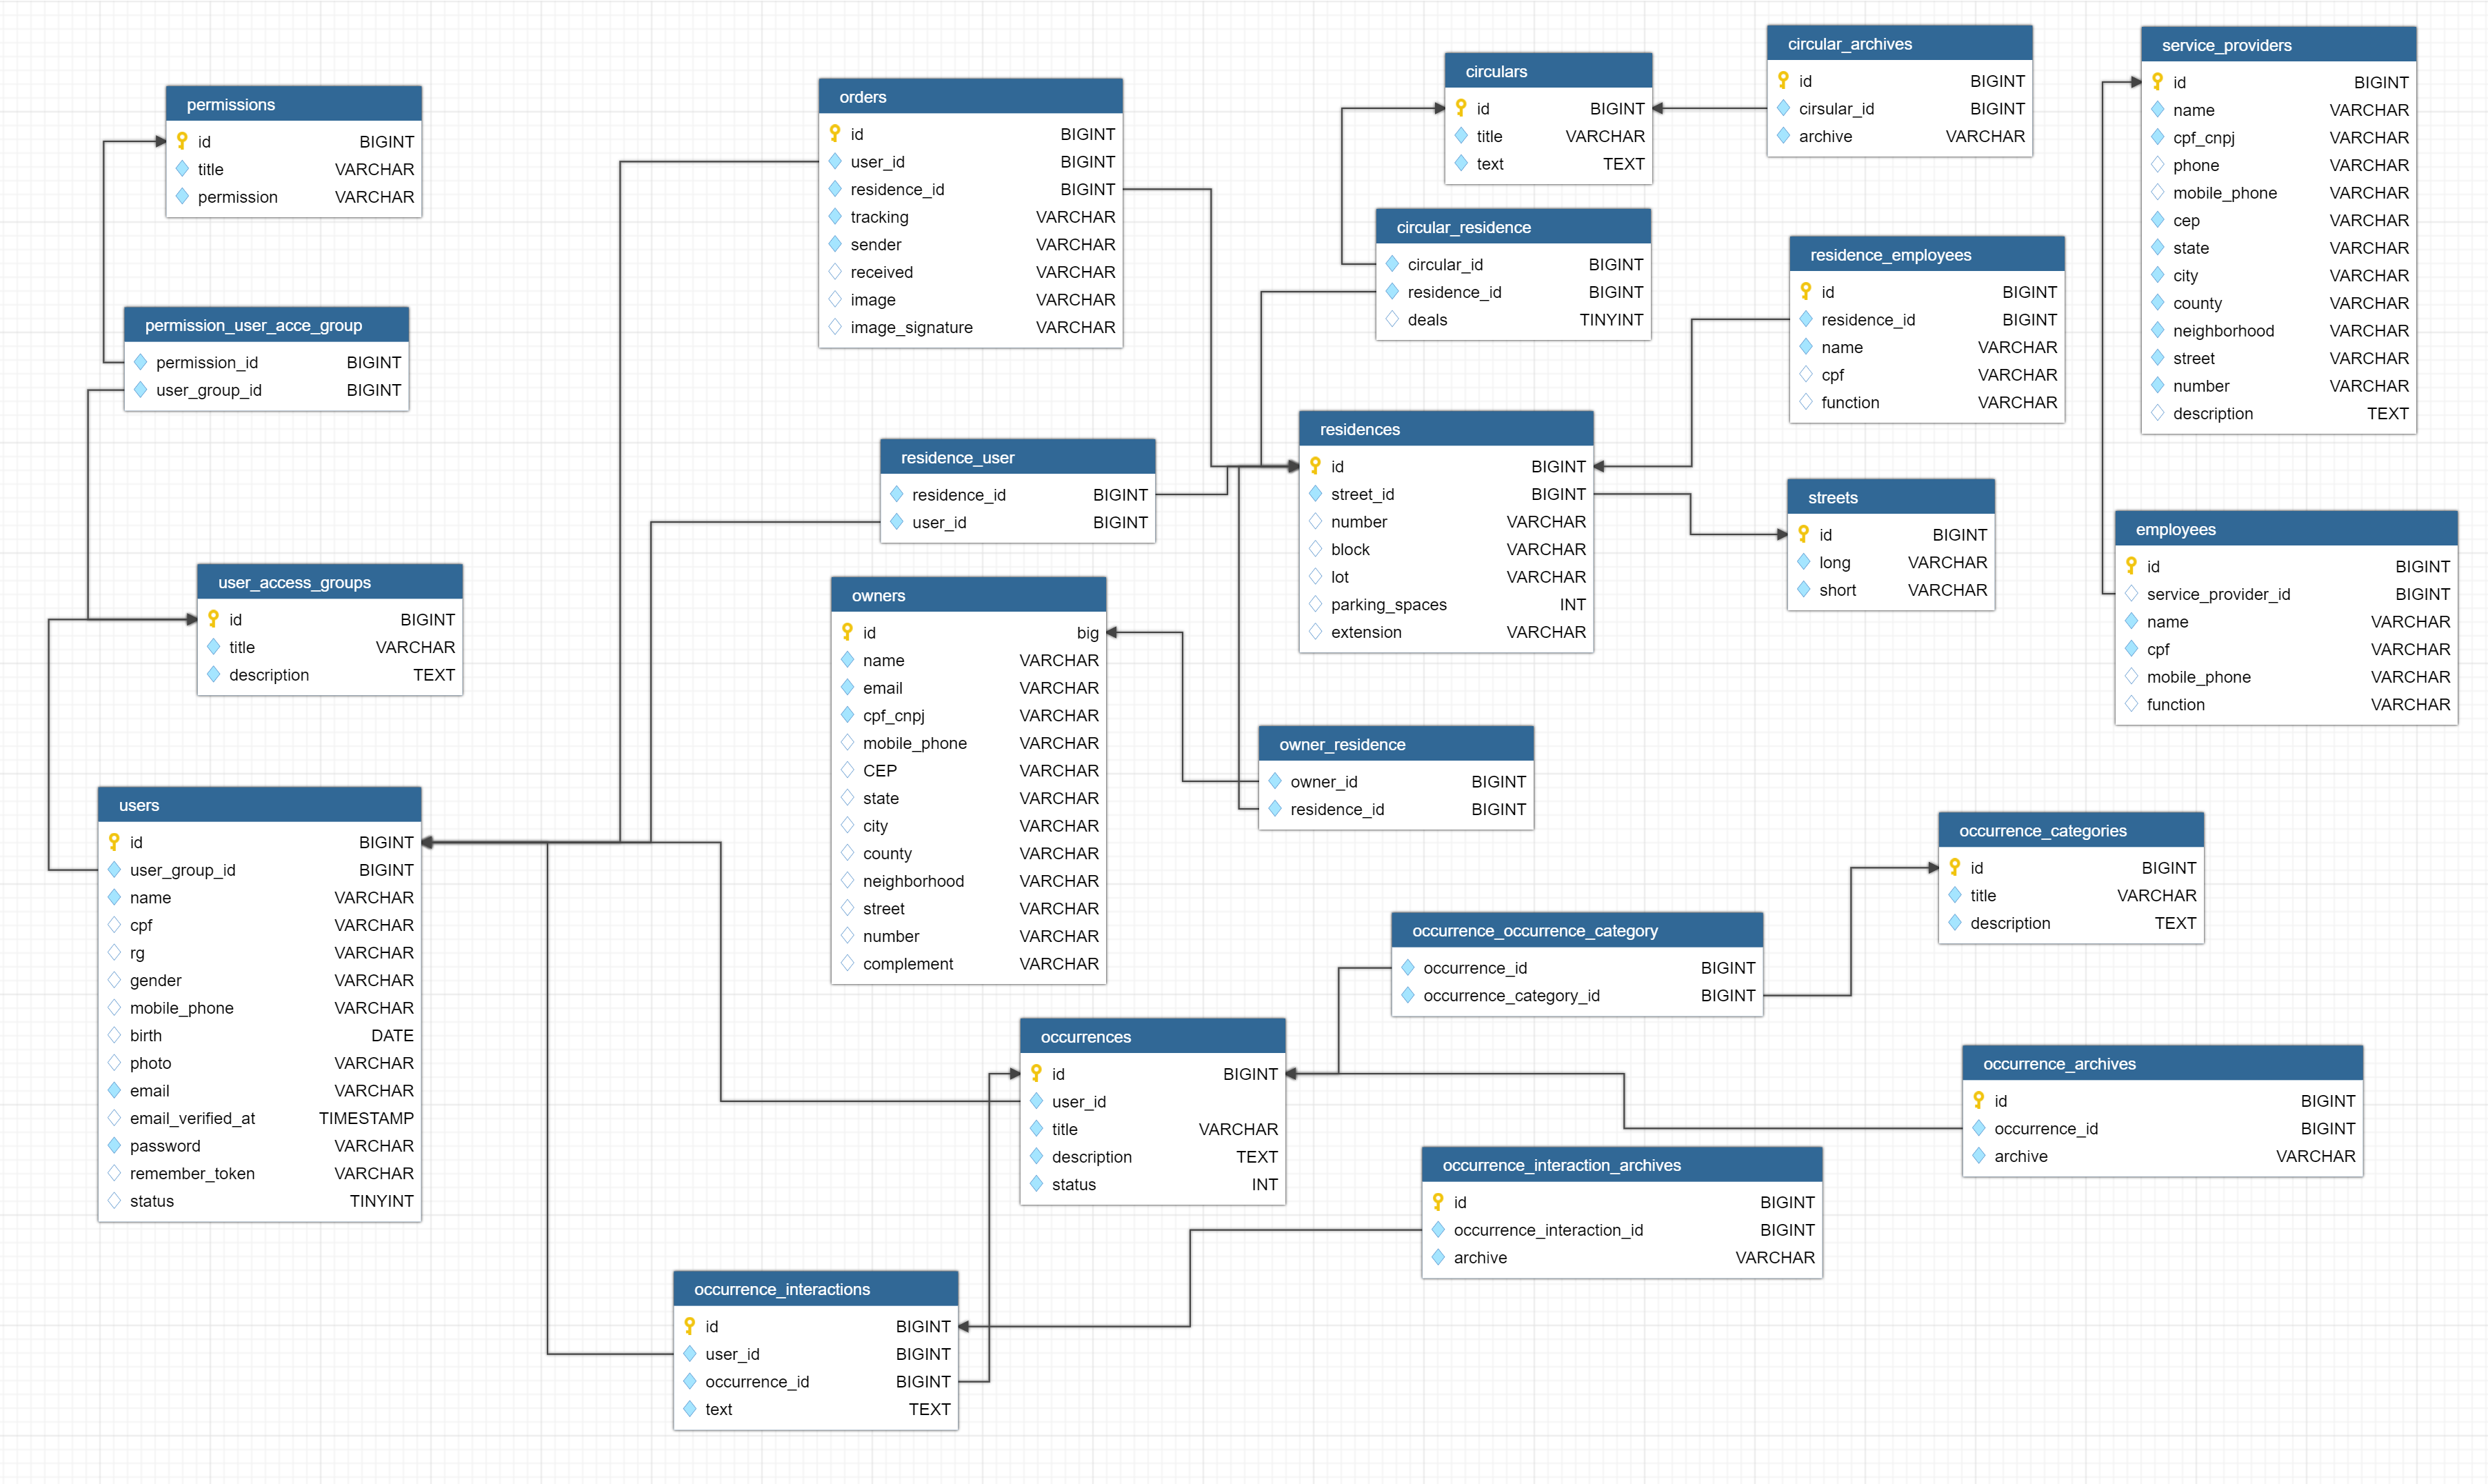 permissions
id BIGINT
title VARCHAR
permission VARCHAR
permission_user_acce_group
permission_id BIGINT
user_group_id BIGINT
user_access_groups
id BIGINT
title VARCHAR
description TEXT
users
id BIGINT
user_group_id BIGINT
name VARCHAR
cpf VARCHAR
rg VARCHAR
gender VARCHAR
mobile_phone VARCHAR
birth DATE
photo VARCHAR
email VARCHAR
email_verified_at TIMESTAMP
password VARCHAR
remember_token VARCHAR
status TINYINT
orders
id BIGINT
user_id BIGINT
residence_id BIGINT
tracking VARCHAR
sender VARCHAR
received VARCHAR
image VARCHAR
image_signature VARCHAR
residence_user
residence_id BIGINT
user_id BIGINT
owners
id big
name VARCHAR
email VARCHAR
cpf_cnpj VARCHAR
mobile_phone VARCHAR
CEP VARCHAR
state VARCHAR
city VARCHAR
county VARCHAR
neighborhood VARCHAR
street VARCHAR
number VARCHAR
complement VARCHAR
occurrences
id BIGINT
user_id
title VARCHAR
description TEXT
status INT
occurrence_interactions
id BIGINT
user_id BIGINT
occurrence_id BIGINT
text TEXT
circulars
id BIGINT
title VARCHAR
text TEXT
circular_residence
circular_id BIGINT
residence_id BIGINT
deals TINYINT
residences
id BIGINT
street_id BIGINT
number VARCHAR
block VARCHAR
lot VARCHAR
parking_spaces INT
extension VARCHAR
owner_residence
owner_id BIGINT
residence_id BIGINT
occurrence_occurrence_category
occurrence_id BIGINT
occurrence_category_id BIGINT
occurrence_interaction_archives
id BIGINT
occurrence_interaction_id BIGINT
archive VARCHAR
circular_archives
id BIGINT
cirsular_id BIGINT
archive VARCHAR
residence_employees
id BIGINT
residence_id BIGINT
name VARCHAR
cpf VARCHAR
function VARCHAR
streets
id BIGINT
long VARCHAR
short VARCHAR
occurrence_categories
id BIGINT
title VARCHAR
description TEXT
occurrence_archives
id BIGINT
occurrence_id BIGINT
archive VARCHAR
service_providers
id BIGINT
name VARCHAR
cpf_cnpj VARCHAR
phone VARCHAR
mobile_phone VARCHAR
cep VARCHAR
state VARCHAR
city VARCHAR
county VARCHAR
neighborhood VARCHAR
street VARCHAR
number VARCHAR
description TEXT
employees
id BIGINT
service_provider_id BIGINT
name VARCHAR
cpf VARCHAR
mobile_phone VARCHAR
function VARCHAR